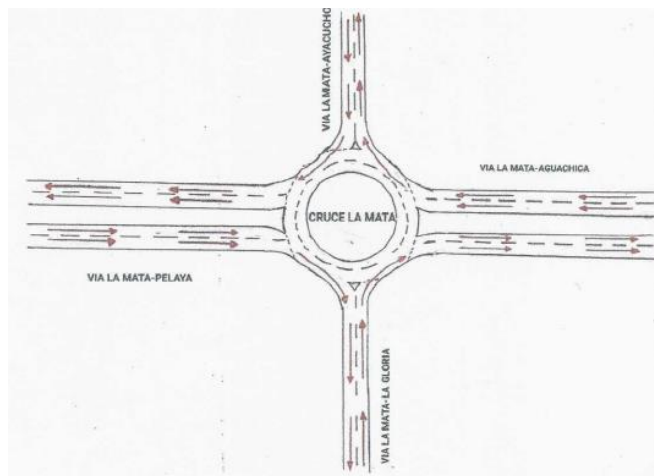 VIA LA MATA-AYACUCHO
VIA LA MATA-AGUACHICA
CRUCE LA MATA
VIA LA MATA-PELAYA
VIA LA MATA-LA GLORIA